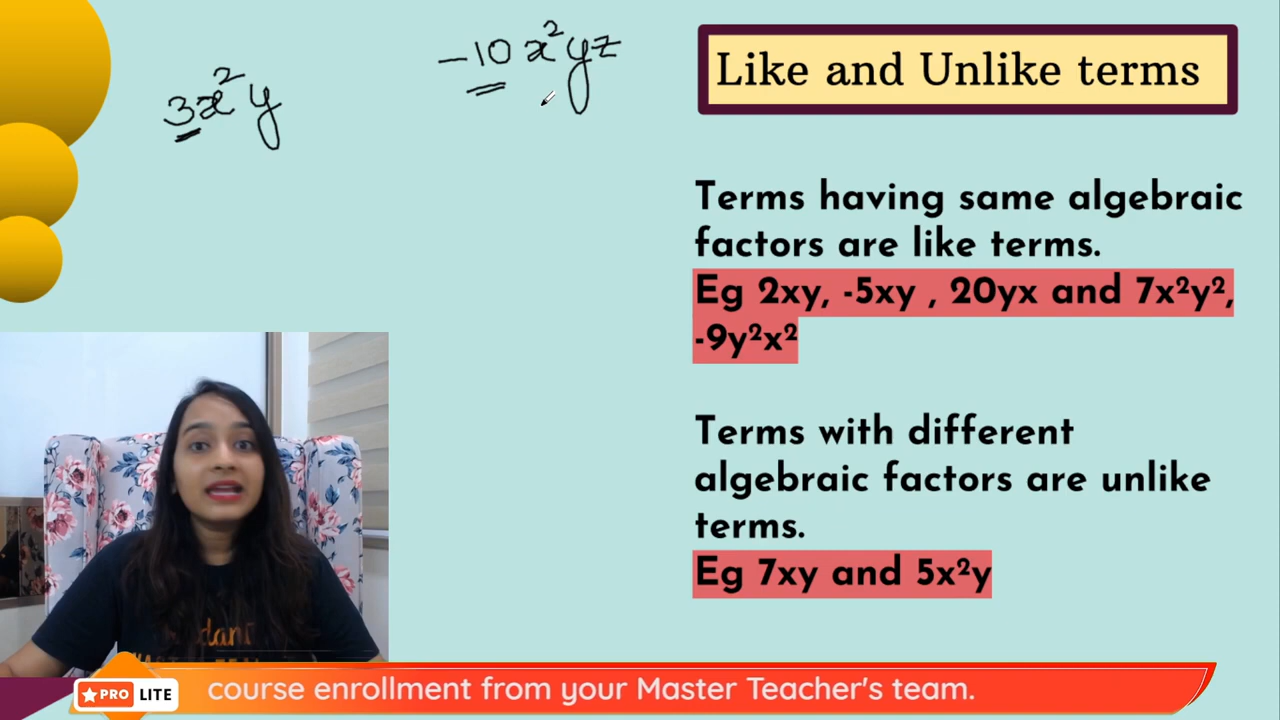 3x²y
-10x²yz
Like and Unlike terms
Terms having same algebraic
factors are like terms.
Eg 2xy, -5xy , 20yx and 7x²y²,
-9y²x²
Terms with different
algebraic factors are unlike
terms.
Eg 7xy and 5x²y
PRO LITE
course enrollment from your Master Teacher's team.